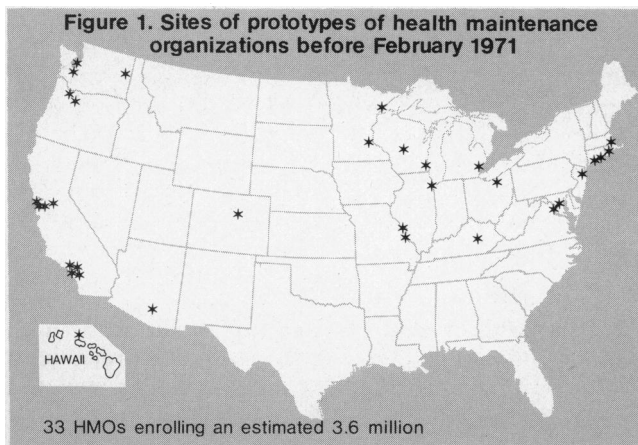 Figure 1. Sites of prototypes of health maintenance
organizations before February 1971
HAWAII
33 HMOs enrolling an estimated 3.6 million